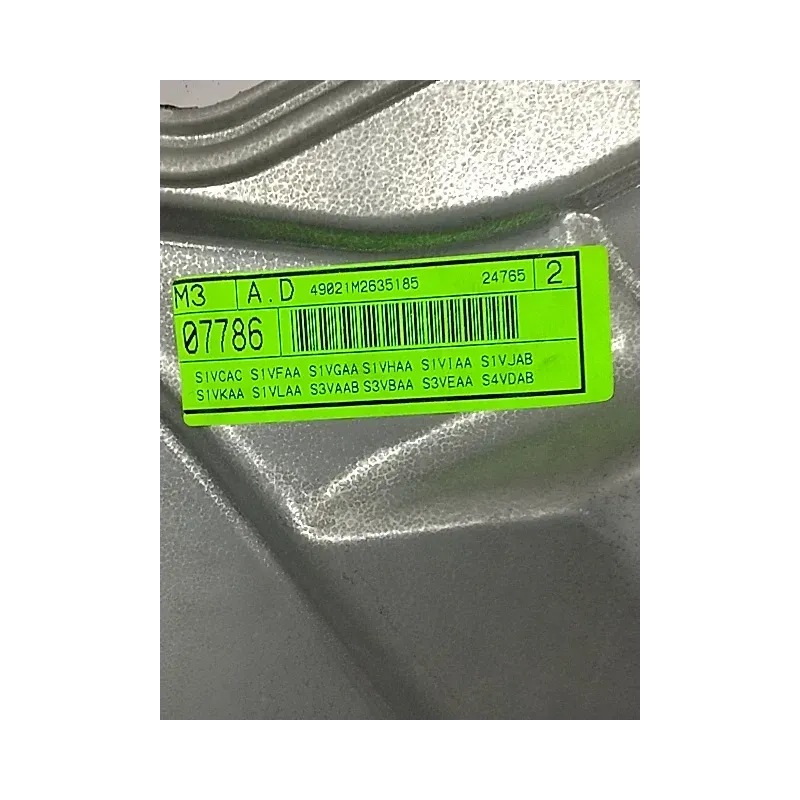 M3 A.D 49021M2635185 24765 2
07786
S1VCAC S1VFAA S1VGAA S1VHAA S1VIAA S1VJAB
S1VKAA S1VLAA S3VAAB S3VBAA S3VEAA S4VDAB